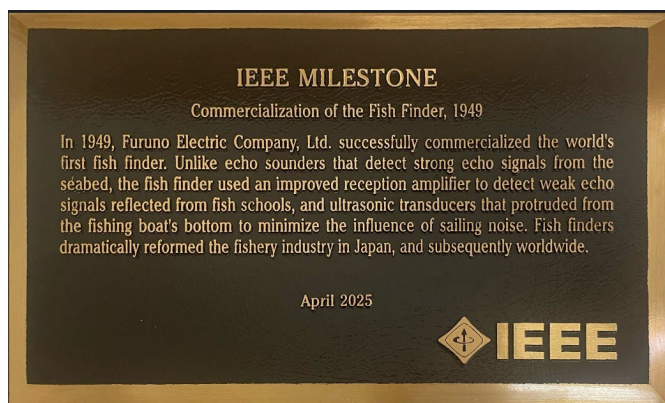 IEEE MILESTONE
Commercialization of the Fish Finder, 1949
In 1949, Furuno Electric Company, Ltd. successfully commercialized the world's
first fish finder. Unlike echo sounders that detect strong echo signals from the
seabed, the fish finder used an improved reception amplifier to detect weak echo
signals reflected from fish schools, and ultrasonic transducers that protruded from
the fishing boat's bottom to minimize the influence of sailing noise. Fish finders
dramatically reformed the fishery industry in Japan, and subsequently worldwide.
April 2025
IEEE